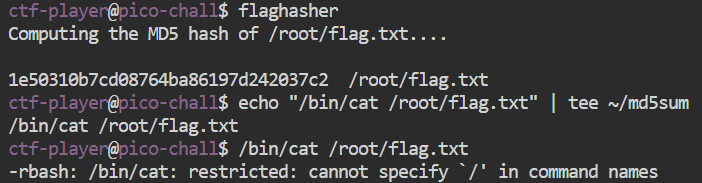 ctf-player@pico-chall$ flaghasher
Computing the MD5 hash of /root/flag.txt....
1e50310b7cd08764ba86197d242037c2  /root/flag.txt
ctf-player@pico-chall$ echo "/bin/cat /root/flag.txt" | tee ~/md5sum
/bin/cat /root/flag.txt
ctf-player@pico-chall$ /bin/cat /root/flag.txt
-rbash: /bin/cat: restricted: cannot specify `/' in command names